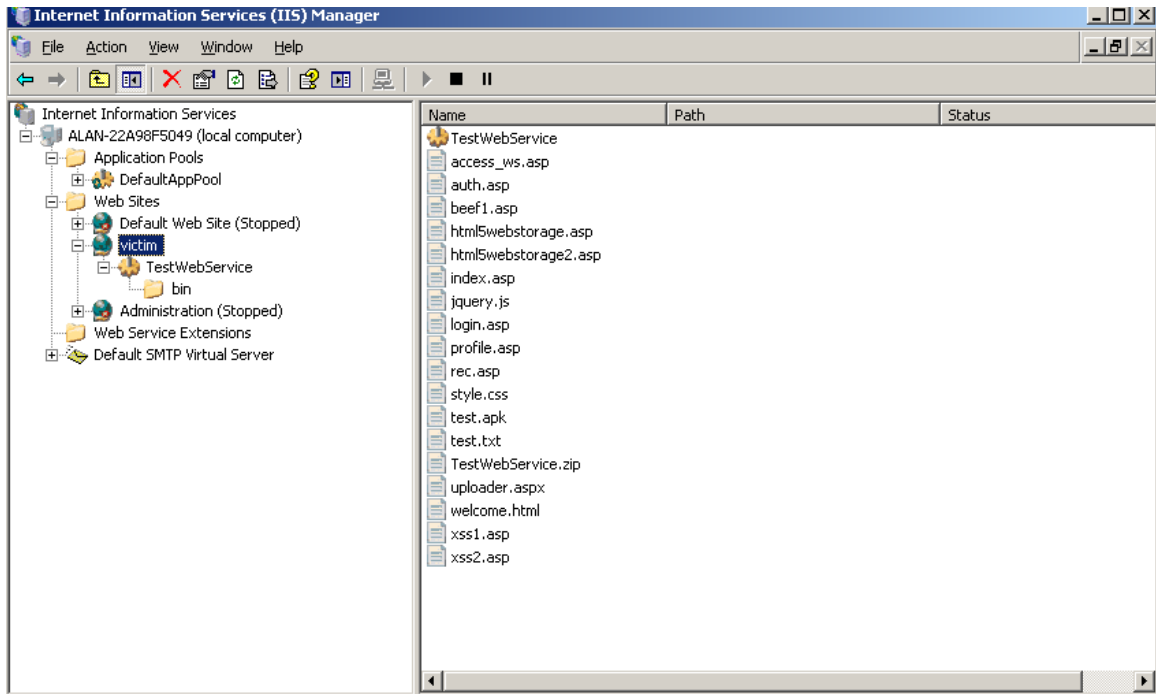 Internet Information Services (IIS) Manager
File Action View Window Help
Internet Information Services
ALAN-22A98F5049 (local computer)
Application Pools
DefaultAppPool
Web Sites
Default Web Site (Stopped)
victim
TestWebService
bin
Administration (Stopped)
Web Service Extensions
Default SMTP Virtual Server
Name Path Status
TestWebService
access_ws.asp
auth.asp
beef1.asp
html5webstorage.asp
html5webstorage2.asp
index.asp
jquery.js
login.asp
profile.asp
rec.asp
style.css
test.apk
test.txt
TestWebService.zip
uploader.aspx
welcome.html
xss1.asp
xss2.asp